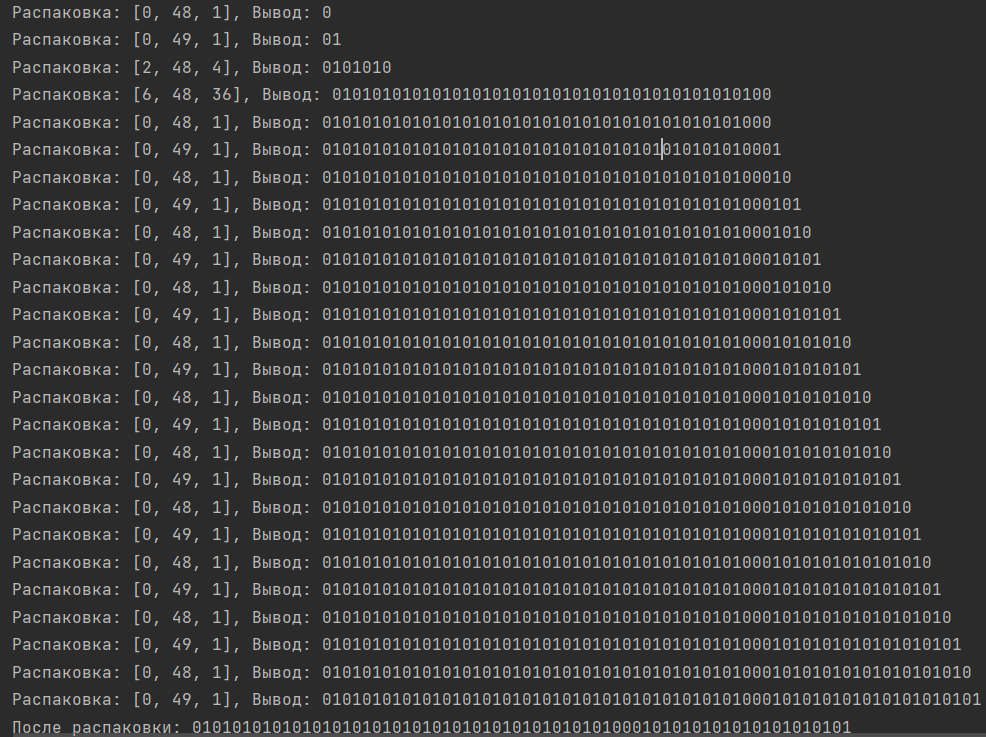 Распаковка: [0, 48, 1], Вывод: 0
Распаковка: [0, 49, 1], Вывод: 01
Распаковка: [2, 48, 4], Вывод: 0101010
Распаковка: [6, 48, 36], Вывод: 01010101010101010101010101010101010101010100
Распаковка: [0, 48, 1], Вывод: 010101010101010101010101010101010101010101000
Распаковка: [0, 49, 1], Вывод: 0101010101010101010101010101010101010101010001
Распаковка: [0, 48, 1], Вывод: 01010101010101010101010101010101010101010100010
Распаковка: [0, 49, 1], Вывод: 010101010101010101010101010101010101010101000101
Распаковка: [0, 48, 1], Вывод: 0101010101010101010101010101010101010101010001010
Распаковка: [0, 49, 1], Вывод: 01010101010101010101010101010101010101010100010101
Распаковка: [0, 48, 1], Вывод: 010101010101010101010101010101010101010101000101010
Распаковка: [0, 49, 1], Вывод: 0101010101010101010101010101010101010101010001010101
Распаковка: [0, 48, 1], Вывод: 01010101010101010101010101010101010101010100010101010
Распаковка: [0, 49, 1], Вывод: 010101010101010101010101010101010101010101000101010101
Распаковка: [0, 48, 1], Вывод: 0101010101010101010101010101010101010101010001010101010
Распаковка: [0, 49, 1], Вывод: 01010101010101010101010101010101010101010100010101010101
Распаковка: [0, 48, 1], Вывод: 010101010101010101010101010101010101010101000101010101010
Распаковка: [0, 49, 1], Вывод: 0101010101010101010101010101010101010101010001010101010101
Распаковка: [0, 48, 1], Вывод: 01010101010101010101010101010101010101010100010101010101010
Распаковка: [0, 49, 1], Вывод: 010101010101010101010101010101010101010101000101010101010101
Распаковка: [0, 48, 1], Вывод: 0101010101010101010101010101010101010101010001010101010101010
Распаковка: [0, 49, 1], Вывод: 01010101010101010101010101010101010101010100010101010101010101
Распаковка: [0, 48, 1], Вывод: 010101010101010101010101010101010101010101000101010101010101010
Распаковка: [0, 49, 1], Вывод: 0101010101010101010101010101010101010101010001010101010101010101
Распаковка: [0, 48, 1], Вывод: 01010101010101010101010101010101010101010100010101010101010101010
Распаковка: [0, 49, 1], Вывод: 010101010101010101010101010101010101010101000101010101010101010101
После распаковки: 010101010101010101010101010101010101010101000101010101010101010101